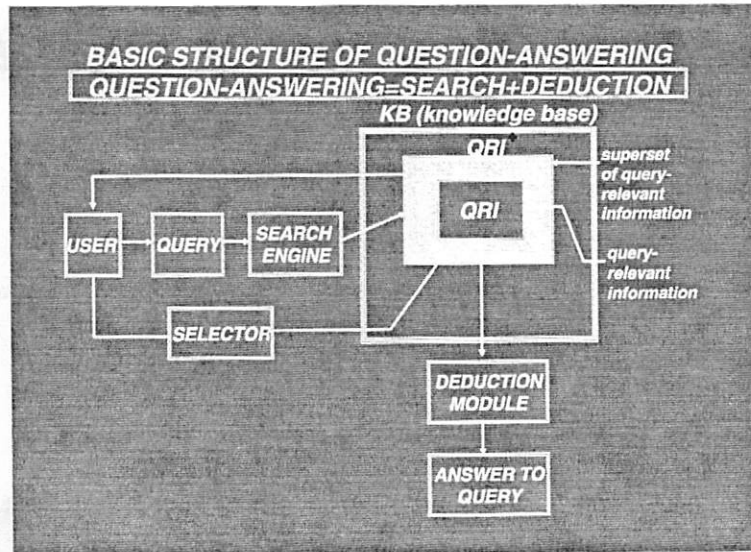 BASIC STRUCTURE OF QUESTION-ANSWERING
QUESTION-ANSWERING=SEARCH+DEDUCTION
KB (knowledge base)
QRI+
superset
of query-
relevant
information
QRI
USER
QUERY
SEARCH
ENGINE
query-
relevant
information
SELECTOR
DEDUCTION
MODULE
ANSWER TO
QUERY